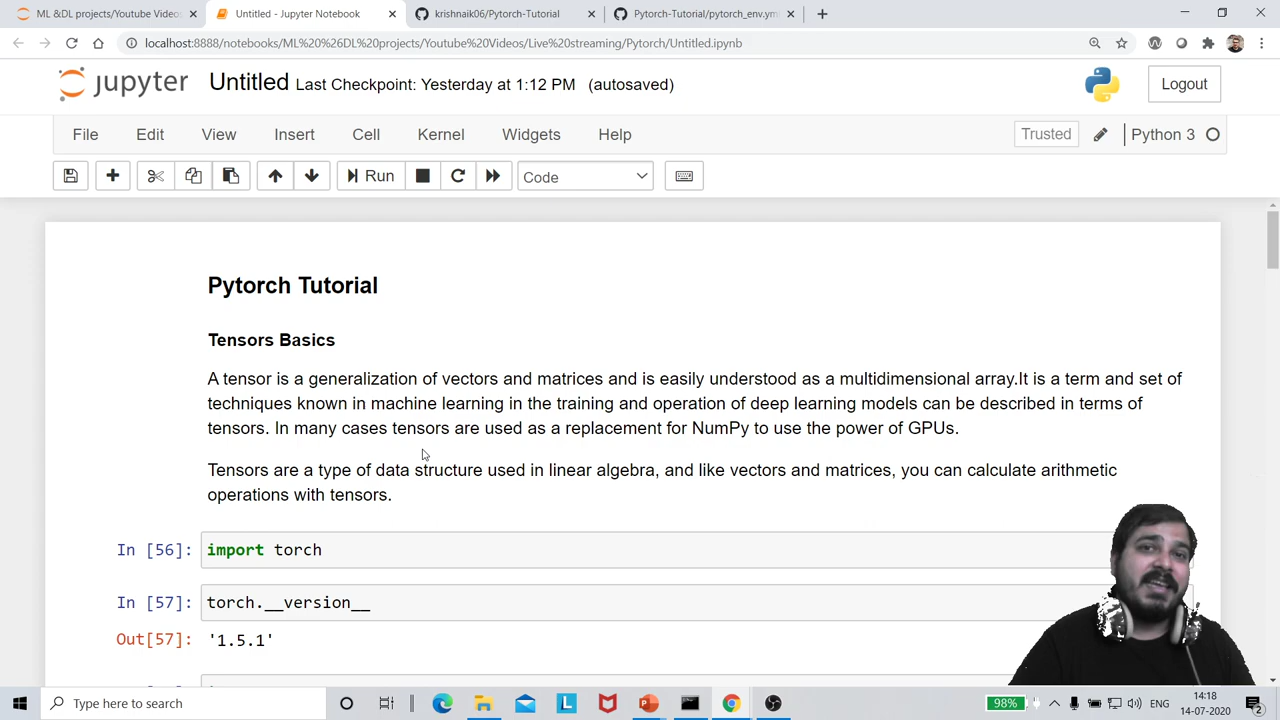 ML &DL projects/Youtube Videos
Untitled - Jupyter Notebook
krishnaik06/Pytorch-Tutorial
Pytorch-Tutorial/pytorch_env.yml
localhost:8888/notebooks/ML%20%26DL%20projects/Youtube%20Videos/Live%20streaming/Pytorch/Untitled.ipynb
jupyter Untitled Last Checkpoint: Yesterday at 1:12 PM (autosaved)
Logout
File Edit View Insert Cell Kernel Widgets Help
Trusted Python 3
Run Code
Pytorch Tutorial
Tensors Basics
A tensor is a generalization of vectors and matrices and is easily understood as a multidimensional array.It is a term and set of
techniques known in machine learning in the training and operation of deep learning models can be described in terms of
tensors. In many cases tensors are used as a replacement for NumPy to use the power of GPUs.
Tensors are a type of data structure used in linear algebra, and like vectors and matrices, you can calculate arithmetic
operations with tensors.
In [56]: import torch
In [57]: torch.__version__
Out[57]: '1.5.1'
Type here to search
98%
ENG
14:18
14-07-2020
2